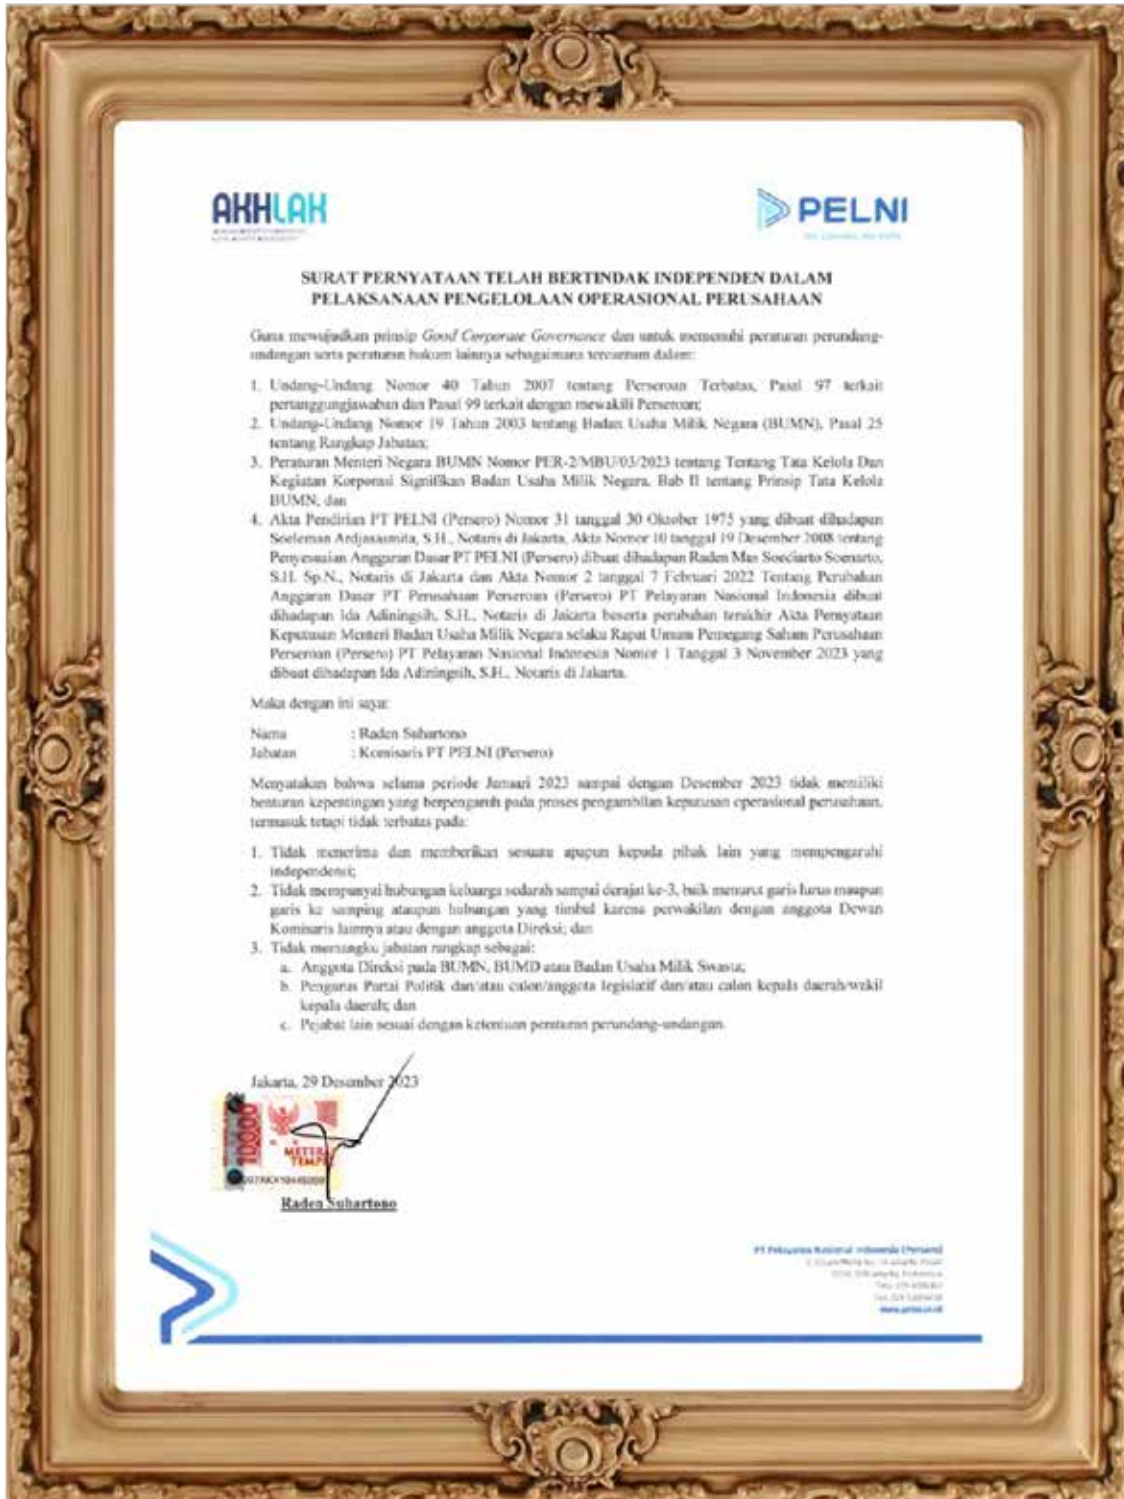 AKHLAK
PELNI
SURAT PERNYATAAN TELAH BERTINDAK INDEPENDEN DALAM
PELAKSANAAN PENGELOLAAN OPERASIONAL PERUSAHAAN
Guna mewujudkan prinsip Good Corporate Governance dan untuk memenuhi peraturan perundang-
undangan serta peraturan hukum lainnya sebagaimana tercantum dalam:
1. Undang-Undang Nomor 40 Tahun 2007 tentang Perseroan Terbatas, Pasal 97 terkait
pertanggungjawaban dan Pasal 99 terkait dengan mewakili Perseroan;
2. Undang-Undang Nomor 19 Tahun 2003 tentang Badan Usaha Milik Negara (BUMN), Pasal 25
tentang Rangkap Jabatan;
3. Peraturan Menteri Negara BUMN Nomor PER-2/MBU/03/2023 tentang Tentang Tata Kelola Dan
Kegiatan Korporasi Signifikan Badan Usaha Milik Negara, Bab II tentang Prinsip Tata Kelola
BUMN; dan
4. Akta Pendirian PT PELNI (Persero) Nomor 31 tanggal 30 Oktober 1975 yang dibuat dihadapan
Soeleman Ardjasasmita, S.H., Notaris di Jakarta, Akta Nomor 10 tanggal 19 Desember 2008 tentang
Penyesuaian Anggaran Dasar PT PELNI (Persero) dibuat dihadapan Raden Mas Soediarto Soenarto,
S.H. Sp.N., Notaris di Jakarta dan Akta Nomor 2 tanggal 7 Februari 2022 Tentang Perubahan
Anggaran Dasar PT Perusahaan Perseroan (Persero) PT Pelayaran Nasional Indonesia dibuat
dihadapan Ida Adiningsih, S.H., Notaris di Jakarta beserta perubahan terakhir Akta Pernyataan
Keputusan Menteri Badan Usaha Milik Negara selaku Rapat Umum Pemegang Saham Perusahaan
Perseroan (Persero) PT Pelayaran Nasional Indonesia Nomor 1 Tanggal 3 November 2023 yang
dibuat dihadapan Ida Adiningsih, S.H., Notaris di Jakarta.
Maka dengan ini saya:
Nama : Raden Suhartono
Jabatan : Komisaris PT PELNI (Persero)
Menyatakan bahwa selama periode Januari 2023 sampai dengan Desember 2023 tidak memiliki
benturan kepentingan yang berpengaruh pada proses pengambilan keputusan operasional perusahaan,
termasuk tetapi tidak terbatas pada:
1. Tidak menerima dan memberikan sesuatu apapun kepada pihak lain yang mempengaruhi
independensi;
2. Tidak mempunyai hubungan keluarga sedarah sampai derajat ke-3, baik menurut garis lurus maupun
garis ke samping ataupun hubungan yang timbul karena perwakilan dengan anggota Dewan
Komisaris lainnya atau dengan anggota Direksi; dan
3. Tidak memangku jabatan rangkap sebagai:
a. Anggota Direksi pada BUMN, BUMD atau Badan Usaha Milik Swasta;
b. Pengurus Partai Politik dan/atau calon/anggota legislatif dan/atau calon kepala daerah/wakil
kepala daerah; dan
c. Pejabat lain sesuai dengan ketentuan peraturan perundang-undangan.
Jakarta, 29 Desember 2023
10000
METERAI
TEMPEL
Raden Suhartono
PT Pelayaran Nasional Indonesia (Persero)
www.pelni.co.id